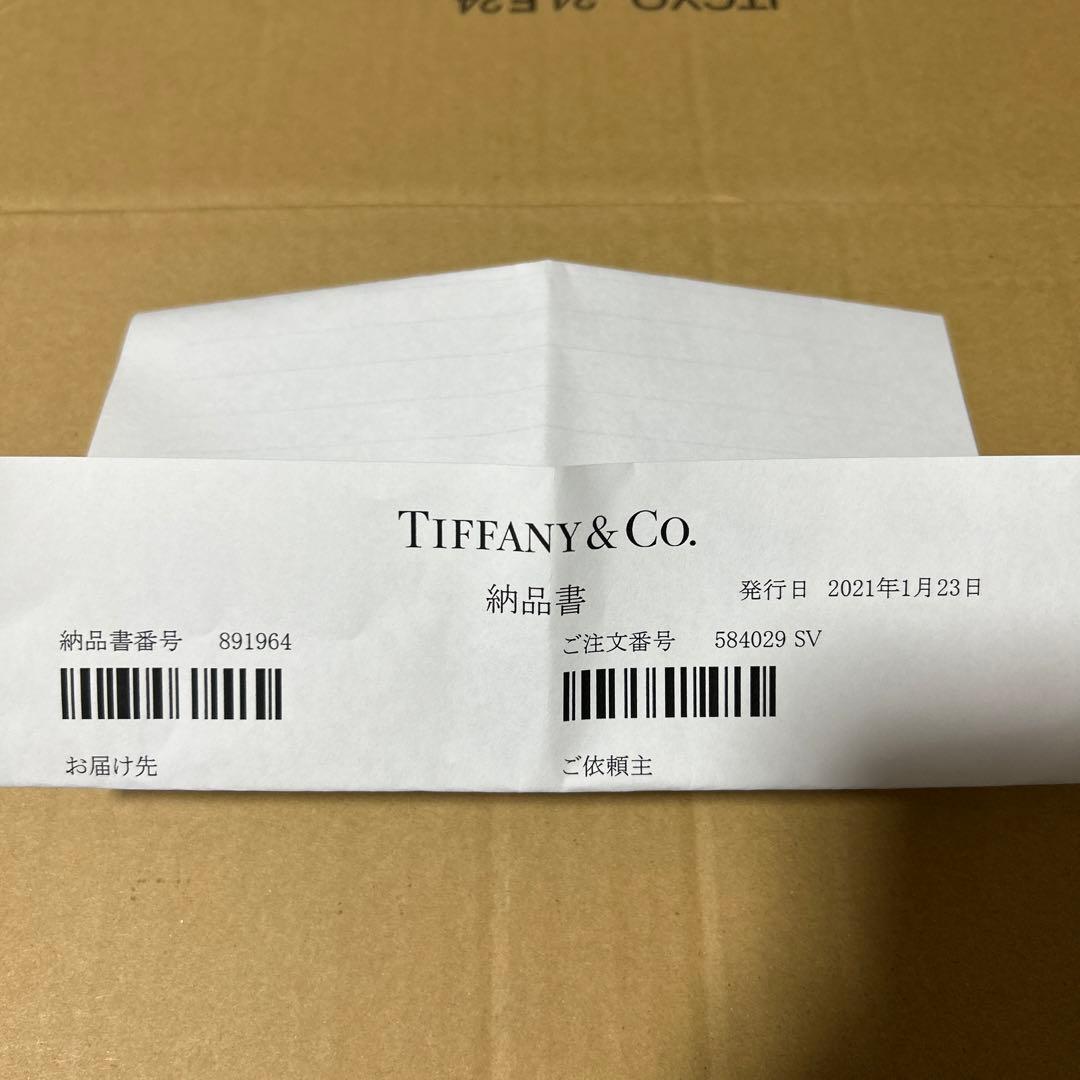 TIFFANY & CO.
納品書
発行日 2021年1月23日
納品書番号 891964
ご注文番号 584029 SV
お届け先
ご依頼主